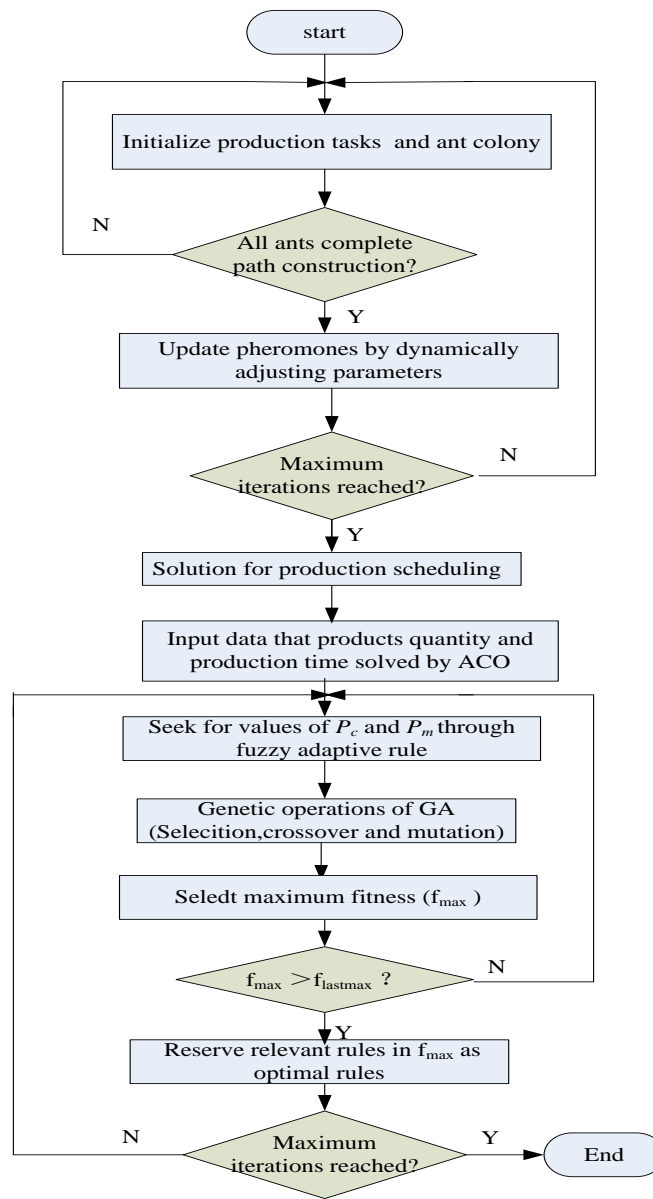 start
Initialize production tasks and ant colony
N
All ants complete
path construction?
Y
Update pheromones by dynamically
adjusting parameters
N
Maximum
iterations reached?
Y
Solution for production scheduling
Input data that products quantity and
production time solved by ACO
Seek for values of Pc and Pm through
fuzzy adaptive rule
Genetic operations of GA
(Selecition,crossover and mutation)
Seledt maximum fitness (fmax )
fmax >flastmax ?
N
Y
Reserve relevant rules in fmax as
optimal rules
N
Maximum
iterations reached?
Y
End